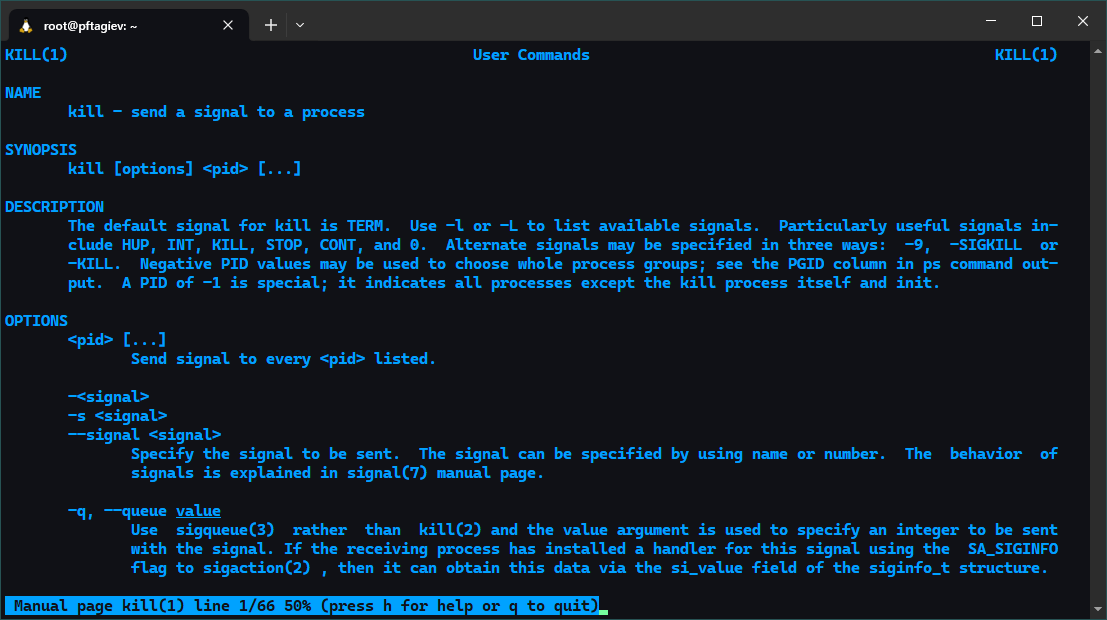 root@pftagiev: ~
KILL(1) User Commands KILL(1)
NAME
kill - send a signal to a process
SYNOPSIS
kill [options] <pid> [...]
DESCRIPTION
The default signal for kill is TERM. Use -l or -L to list available signals. Particularly useful signals in-
clude HUP, INT, KILL, STOP, CONT, and 0. Alternate signals may be specified in three ways: -9, -SIGKILL or
-KILL. Negative PID values may be used to choose whole process groups; see the PGID column in ps command out-
put. A PID of -1 is special; it indicates all processes except the kill process itself and init.
OPTIONS
<pid> [...]
Send signal to every <pid> listed.
-<signal>
-s <signal>
--signal <signal>
Specify the signal to be sent. The signal can be specified by using name or number. The behavior of
signals is explained in signal(7) manual page.
-q, --queue value
Use sigqueue(3) rather than kill(2) and the value argument is used to specify an integer to be sent
with the signal. If the receiving process has installed a handler for this signal using the SA_SIGINFO
flag to sigaction(2) , then it can obtain this data via the si_value field of the siginfo_t structure.
Manual page kill(1) line 1/66 50% (press h for help or q to quit)